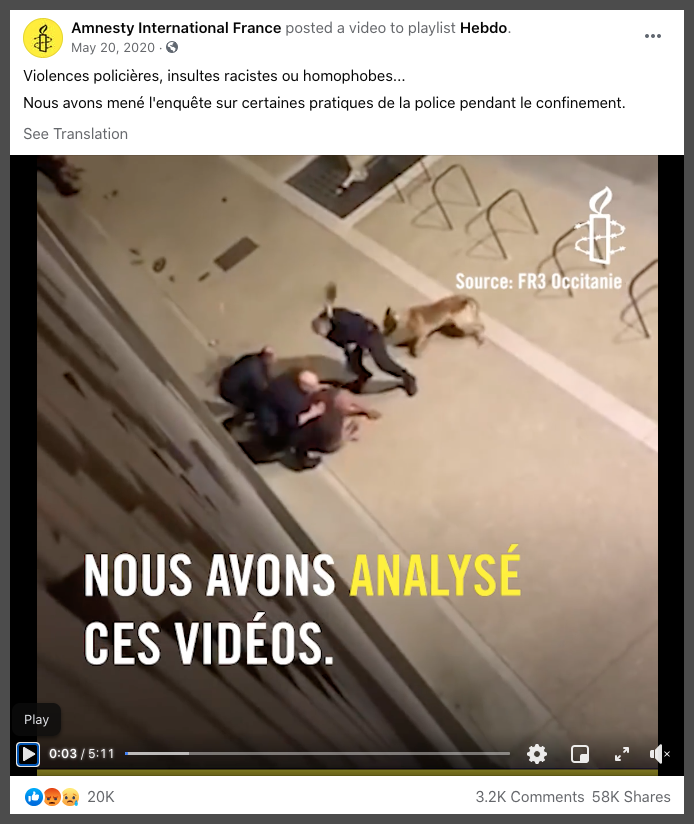 Amnesty International France posted a video to playlist Hebdo.
May 20, 2020 ·
Violences policières, insultes racistes ou homophobes...
Nous avons mené l'enquête sur certaines pratiques de la police pendant le confinement.
See Translation
Source: FR3 Occitanie
NOUS AVONS ANALYSÉ
CES VIDÉOS.
Play
0:03 / 5:11
20K 3.2K Comments 58K Shares